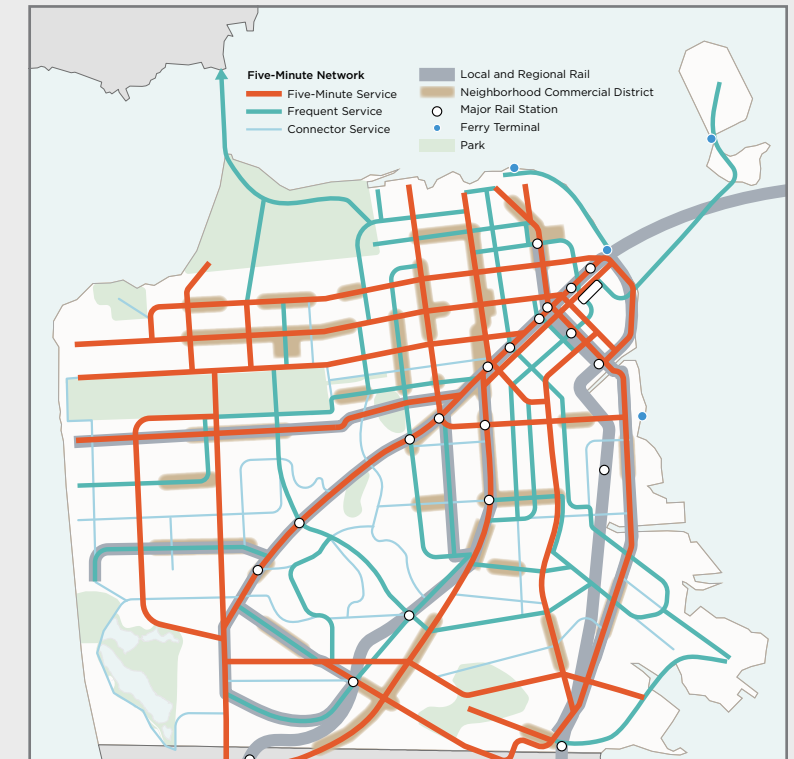 Five-Minute Network
Five-Minute Service
Frequent Service
Connector Service
Local and Regional Rail
Neighborhood Commercial District
Major Rail Station
Ferry Terminal
Park